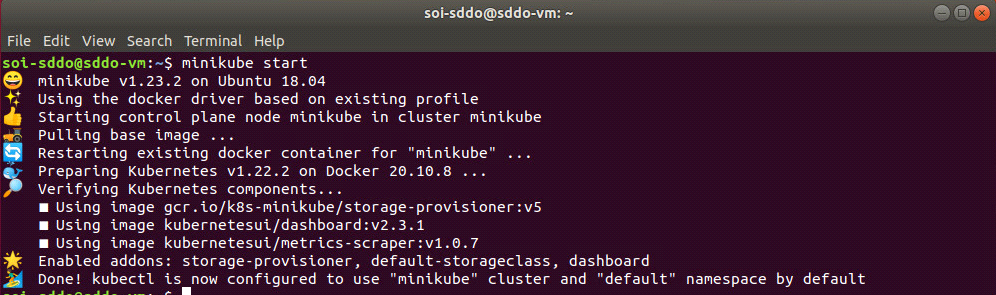 soi-sddo@sddo-vm: ~
File Edit View Search Terminal Help
soi-sddo@sddo-vm:~$ minikube start
😄 minikube v1.23.2 on Ubuntu 18.04
✨ Using the docker driver based on existing profile
👍 Starting control plane node minikube in cluster minikube
🚜 Pulling base image ...
🔄 Restarting existing docker container for "minikube" ...
🐳 Preparing Kubernetes v1.22.2 on Docker 20.10.8 ...
🔎 Verifying Kubernetes components...
▪ Using image gcr.io/k8s-minikube/storage-provisioner:v5
▪ Using image kubernetesui/dashboard:v2.3.1
▪ Using image kubernetesui/metrics-scraper:v1.0.7
🌟 Enabled addons: storage-provisioner, default-storageclass, dashboard
🏄 Done! kubectl is now configured to use "minikube" cluster and "default" namespace by default
soi-sddo@sddo-vm:~$